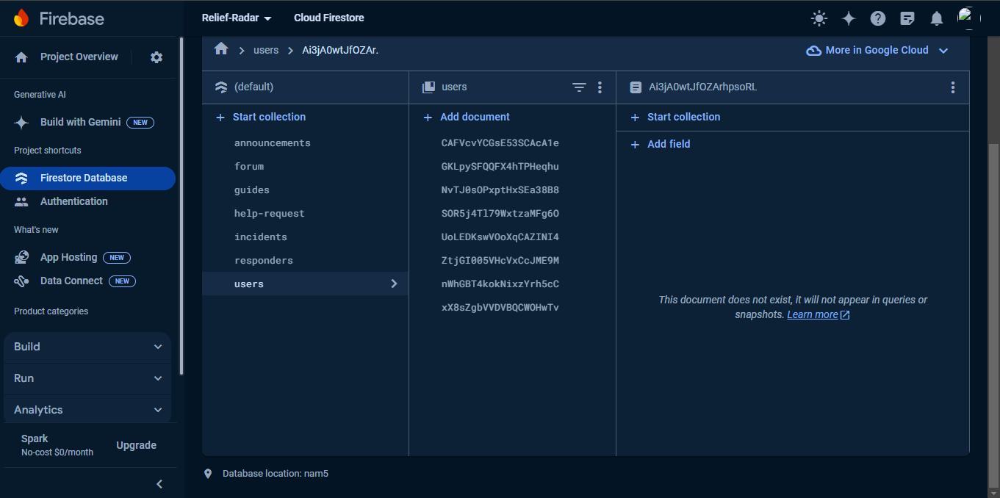 Firebase
Relief-Radar
Cloud Firestore
Project Overview
Generative AI
Build with Gemini NEW
Project shortcuts
Firestore Database
Authentication
What's new
App Hosting NEW
Data Connect NEW
Product categories
Build
Run
Analytics
Spark
No-cost $0/month
Upgrade
users
Ai3jA0wtJfOZAr.
More in Google Cloud
(default)
Start collection
announcements
forum
guides
help-request
incidents
responders
users
users
Add document
CAFVcvYCGsE53SCAcA1e
GKLpySFQQFX4hTPHeqhu
NvTJ0sOPxptHxSEa38B8
SOR5j4Tl79WxtzaMFg6O
UoLEDKswVOoXqCAZINI4
ZtjGI005VHcVxCcJME9M
nWhGBT4kokNixzYrh5cC
xX8sZgbVVDVBQCWOHwTv
Ai3jA0wtJfOZArhpsoRL
Start collection
Add field
This document does not exist, it will not appear in queries or
snapshots. Learn more
Database location: nam5